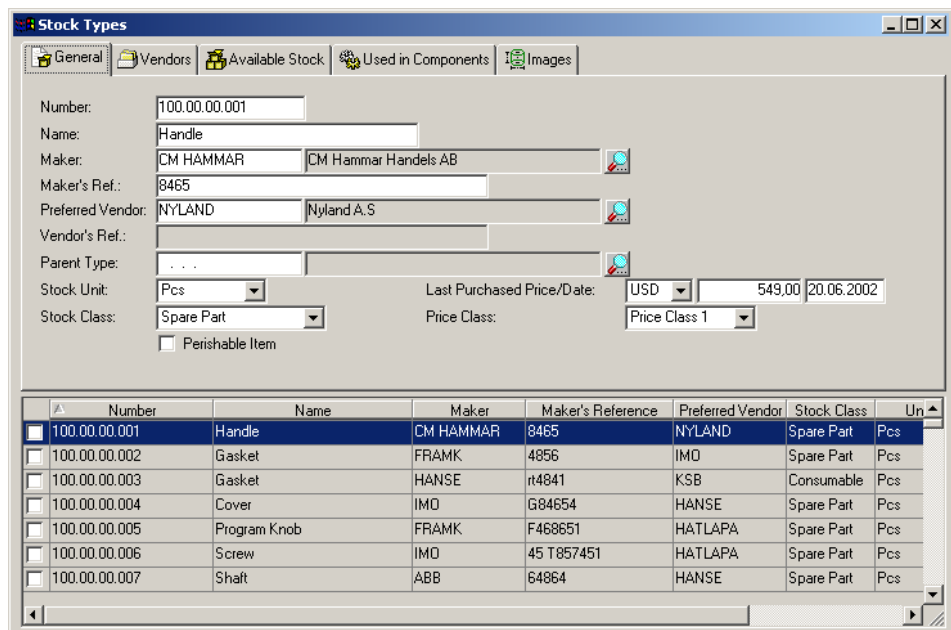 Stock Types
General Vendors Available Stock Used in Components Images
Number: 100.00.00.001
Name: Handle
Maker: CM HAMMAR CM Hammar Handels AB
Maker's Ref.: 8465
Preferred Vendor: NYLAND Nyland A.S
Vendor's Ref.:
Parent Type: . . .
Stock Unit: Pcs Last Purchased Price/Date: USD 549,00 20.06.2002
Stock Class: Spare Part Price Class: Price Class 1
Perishable Item
Number Name Maker Maker's Reference Preferred Vendor Stock Class Un
100.00.00.001 Handle CM HAMMAR 8465 NYLAND Spare Part Pcs
100.00.00.002 Gasket FRAMK 4856 IMO Spare Part Pcs
100.00.00.003 Gasket HANSE rt4841 KSB Consumable Pcs
100.00.00.004 Cover IMO G84654 HANSE Spare Part Pcs
100.00.00.005 Program Knob FRAMK F468651 HATLAPA Spare Part Pcs
100.00.00.006 Screw IMO 45 T857451 HATLAPA Spare Part Pcs
100.00.00.007 Shaft ABB 64864 HANSE Spare Part Pcs